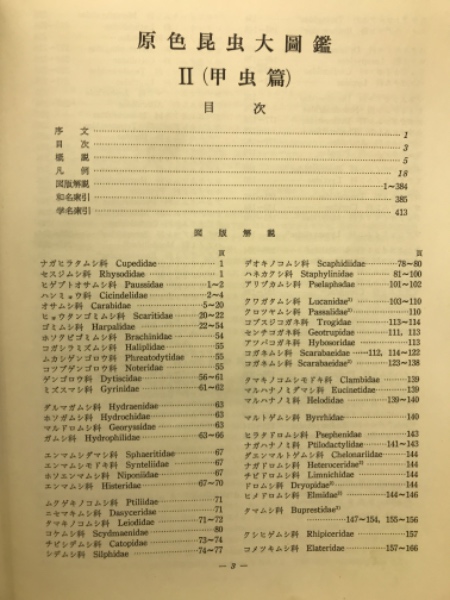 原色昆虫大圖鑑
II（甲虫篇）
目　次
序　文 1
目　次 3
概　説 5
凡　例 18
図版解説 1～384
和名索引 385
学名索引 413
図版解説
頁
ナガヒラタムシ科 Cupedidae 1
セスジムシ科 Rhysodidae 1
ヒゲブトオサムシ科 Paussidae 1～2
ハンミョウ科 Cicindelidae 2～4
オサムシ科 Carabidae 5～20
ヒョウタンゴミムシ科 Scaritidae 20～22
ゴミムシ科 Harpalidae 22～54
ホソクビゴミムシ科 Brachinidae 54
コガシラミズムシ科 Haliplidae 55
ムカシゲンゴロウ科 Phreatodytidae 55
コツブゲンゴロウ科 Noteridae 55
ゲンゴロウ科 Dytiscidae 56～61
ミズスマシ科 Gyrinidae 61～62
ダルマガムシ科 Hydraenidae 63
ホソガムシ科 Hydrochidae 63
マルドロムシ科 Georyssidae 63
ガムシ科 Hydrophilidae 63～66
エンマムシダマシ科 Sphaeritidae 67
エンマムシモドキ科 Synteliidae 67
ホソエンマムシ科 Niponiidae 67
エンマムシ科 Histeridae 67～70
ムクゲキノコムシ科 Ptiliidae 71
ニセマキムシ科 Dasyceridae 71
タマキノコムシ科 Leiodidae 71～72
コケムシ科 Scydmaenidae 80
チビシデムシ科 Catopidae 73～74
シデムシ科 Silphidae 74～77
頁
デオキノコムシ科 Scaphidiidae 78～80
ハネカクシ科 Staphylinidae 81～100
アリヅカムシ科 Pselaphidae 101～102
クワガタムシ科 Lucanidae 103～110
クロツヤムシ科 Passalidae 110
コブスジコガネ科 Trogidae 113～114
センチコガネ科 Geotrupidae 111, 113
アツバコガネ科 Hybosoridae 113
コガネムシ科 Scarabaeidae 112, 114～122
コガネムシ科 Scarabaeidae 123～138
タマキノコムシモドキ科 Clambidae 139
マルハナノミダマシ科 Eucinetidae 139
マルハナノミ科 Helodidae 139～140
マルトゲムシ科 Byrrhidae 140
ヒラタドロムシ科 Psephenidae 143
ナガハナノミ科 Ptilodactylidae 141～143
ダエンマルトゲムシ科 Chelonariidae 144
ナガドロムシ科 Heteroceridae 144
チビドロムシ科 Limnichidae 144
ドロムシ科 Dryopidae 144
ヒメドロムシ科 Elmidae 144～146
タマムシ科 Buprestidae
147～154, 155～156
クシヒゲムシ科 Rhipiceridae 157
コメツキムシ科 Elateridae 157～166
— 3 —